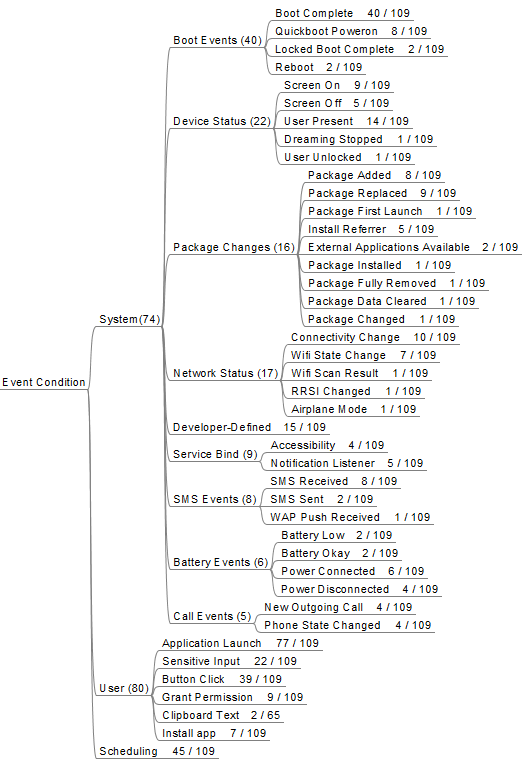 Boot Complete 40 / 109
Boot Events (40)
Quickboot Poweron 8 / 109
Locked Boot Complete 2 / 109
Reboot 2 / 109
Screen On 9 / 109
Screen Off 5 / 109
Device Status (22)
User Present 14 / 109
Dreaming Stopped 1 / 109
User Unlocked 1 / 109
Package Added 8 / 109
Package Replaced 9 / 109
Package First Launch 1 / 109
Install Referrer 5 / 109
Package Changes (16)
External Applications Available 2 / 109
Package Installed 1 / 109
Package Fully Removed 1 / 109
Package Data Cleared 1 / 109
Package Changed 1 / 109
System(74)
Connectivity Change 10 / 109
Wifi State Change 7 / 109
Network Status (17)
Wifi Scan Result 1 / 109
Event Condition
RRSI Changed 1 / 109
Airplane Mode 1 / 109
Developer-Defined 15 / 109
Accessibility 4 / 109
Service Bind (9)
Notification Listener 5 / 109
SMS Received 8 / 109
SMS Events (8)
SMS Sent 2 / 109
WAP Push Received 1 / 109
Battery Low 2 / 109
Battery Okay 2 / 109
Battery Events (6)
Power Connected 6 / 109
Power Disconnected 4 / 109
New Outgoing Call 4 / 109
Call Events (5)
Phone State Changed 4 / 109
Application Launch 77 / 109
Sensitive Input 22 / 109
Button Click 39 / 109
User (80)
Grant Permission 9 / 109
Clipboard Text 2 / 65
Install app 7 / 109
Scheduling 45 / 109